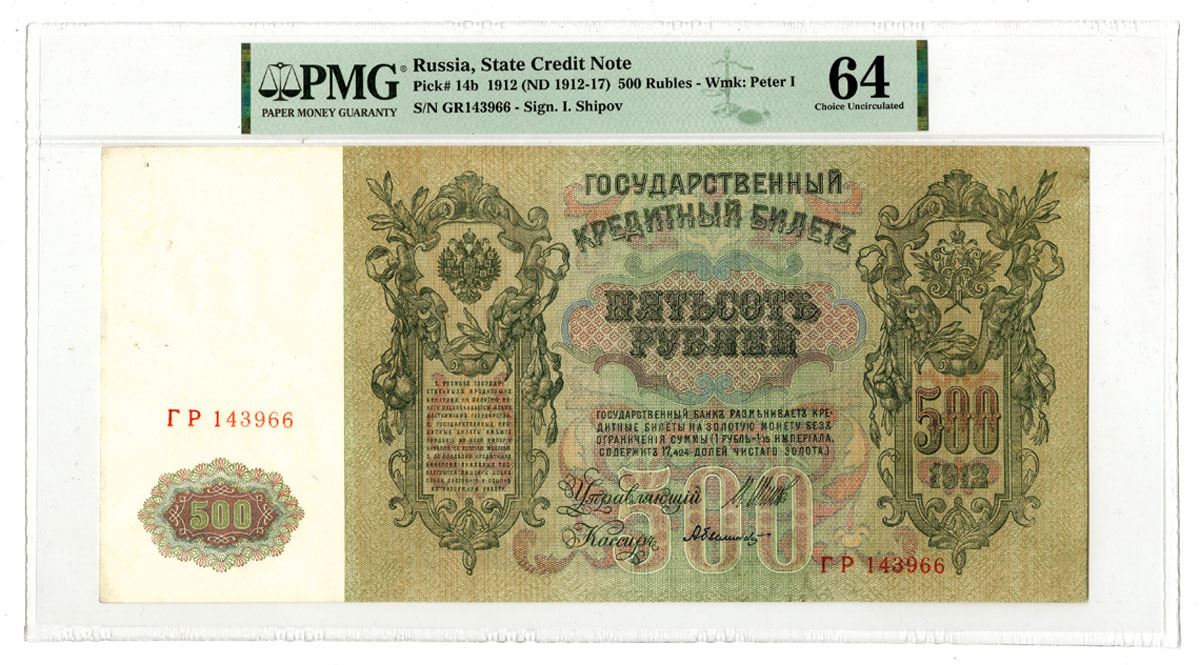 PMG®
PAPER MONEY GUARANTY
Russia, State Credit Note
Pick# 14b 1912 (ND 1912-17) 500 Rubles - Wmk: Peter I
S/N GR143966 - Sign. I. Shipov
64
Choice Uncirculated
ГОСУДАРСТВЕННЫЙ
КРЕДИТНЫЙ БИЛЕТЪ
ПЯТЬСОТЪ
РУБЛЕЙ
ГОСУДАРСТВЕННЫЙ БАНКЪ РАЗМѢНИВАЕТЪ КРЕ-
ДИТНЫЕ БИЛЕТЫ НА ЗОЛОТУЮ МОНЕТУ БЕЗЪ
ОГРАНИЧЕНІЯ СУММЫ (1 РУБЛЬ=1/15 ИМПЕРІАЛА,
СОДЕРЖИТЪ 17,424 ДОЛЕЙ ЧИСТАГО ЗОЛОТА.)
Управляющій
Кассиръ
500
500
1912
ГР 143966
500
ГР 143966